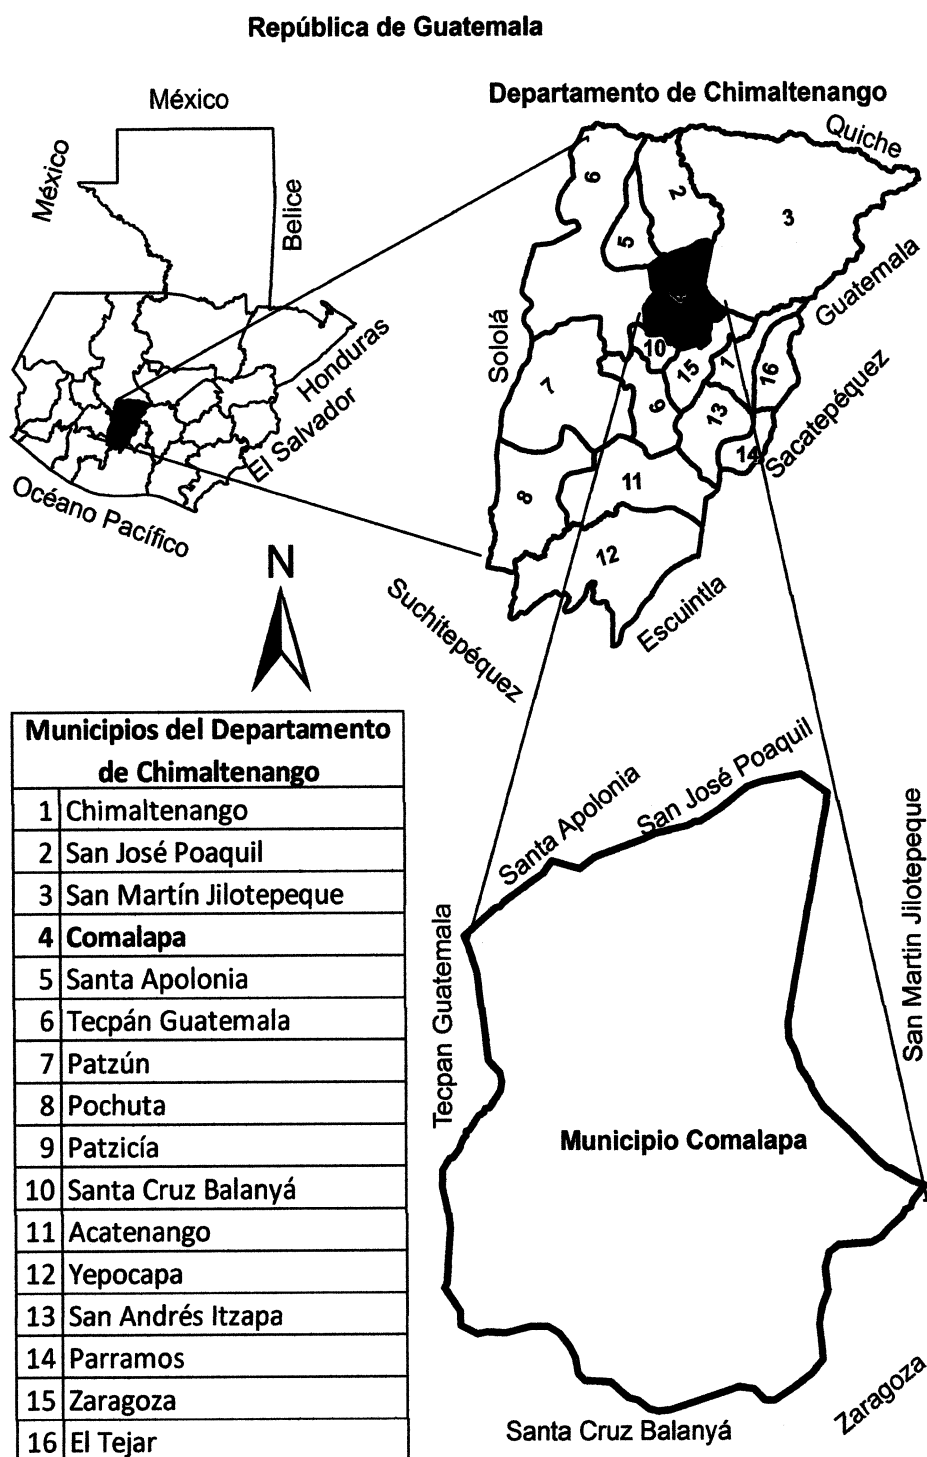 República de Guatemala
México
México
Belice
Honduras
El Salvador
Océano Pacífico
Departamento de Chimaltenango
Quiche
Guatemala
Sacatepéquez
Escuintla
Suchitepéquez
Sololá
6
2
3
5
10
1
16
15
7
9
13
14
8
11
12
N
Municipios del Departamento
de Chimaltenango
1 Chimaltenango
2 San José Poaquil
3 San Martín Jilotepeque
4 Comalapa
5 Santa Apolonia
6 Tecpán Guatemala
7 Patzún
8 Pochuta
9 Patzicía
10 Santa Cruz Balanyá
11 Acatenango
12 Yepocapa
13 San Andrés Itzapa
14 Parramos
15 Zaragoza
16 El Tejar
Santa Apolonia
San José Poaquil
San Martin Jilotepeque
Tecpan Guatemala
Municipio Comalapa
Santa Cruz Balanyá
Zaragoza